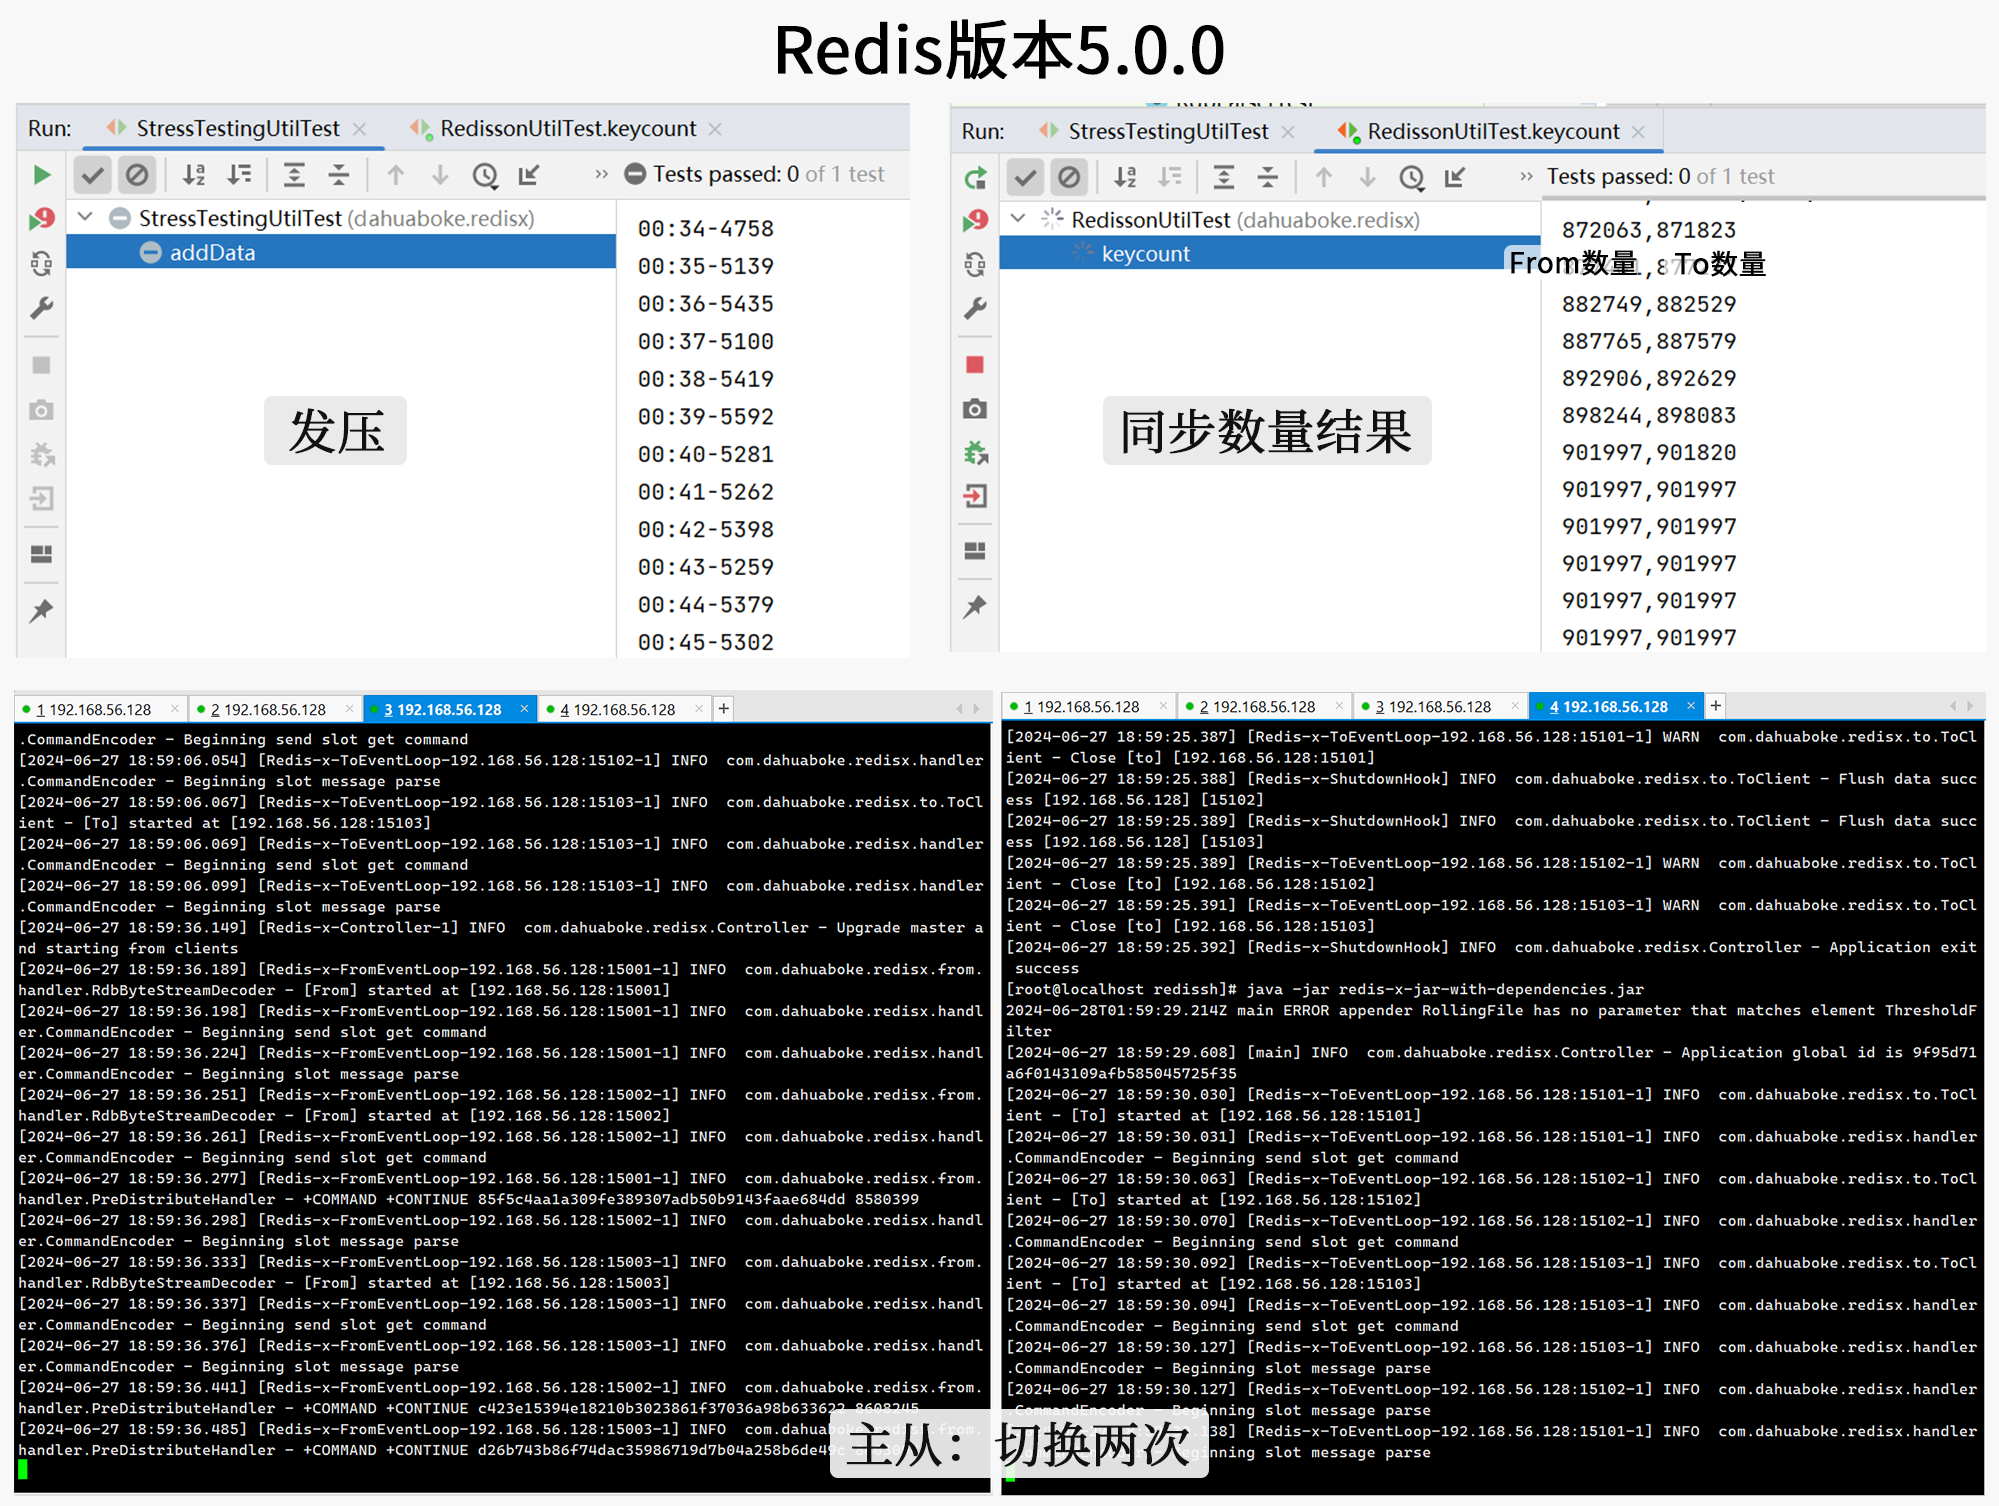 Redis版本5.0.0
Run: StressTestingUtilTest RedissonUtilTest.keycount
Tests passed: 0 of 1 test
StressTestingUtilTest (dahuaboke.redisx)
addData
00:34-4758
00:35-5139
00:36-5435
00:37-5100
00:38-5419
00:39-5592
00:40-5281
00:41-5262
00:42-5398
00:43-5259
00:44-5379
00:45-5302
发压
Run: StressTestingUtilTest RedissonUtilTest.keycount
Tests passed: 0 of 1 test
RedissonUtilTest (dahuaboke.redisx)
keycount
872063,871823
From数量 To数量
882749,882529
887765,887579
892906,892629
898244,898083
901997,901820
901997,901997
901997,901997
901997,901997
901997,901997
901997,901997
同步数量结果
1 192.168.56.128 2 192.168.56.128 3 192.168.56.128 4 192.168.56.128
.CommandEncoder - Beginning send slot get command
[2024-06-27 18:59:06.054] [Redis-x-ToEventLoop-192.168.56.128:15102-1] INFO com.dahuaboke.redisx.handler
.CommandEncoder - Beginning slot message parse
[2024-06-27 18:59:06.067] [Redis-x-ToEventLoop-192.168.56.128:15103-1] INFO com.dahuaboke.redisx.to.ToCl
ient - [To] started at [192.168.56.128:15103]
[2024-06-27 18:59:06.069] [Redis-x-ToEventLoop-192.168.56.128:15103-1] INFO com.dahuaboke.redisx.handler
.CommandEncoder - Beginning send slot get command
[2024-06-27 18:59:06.099] [Redis-x-ToEventLoop-192.168.56.128:15103-1] INFO com.dahuaboke.redisx.handler
.CommandEncoder - Beginning slot message parse
[2024-06-27 18:59:36.149] [Redis-x-Controller-1] INFO com.dahuaboke.redisx.Controller - Upgrade master a
nd starting from clients
[2024-06-27 18:59:36.189] [Redis-x-FromEventLoop-192.168.56.128:15001-1] INFO com.dahuaboke.redisx.from.
handler.RdbByteStreamDecoder - [From] started at [192.168.56.128:15001]
[2024-06-27 18:59:36.198] [Redis-x-FromEventLoop-192.168.56.128:15001-1] INFO com.dahuaboke.redisx.handl
er.CommandEncoder - Beginning send slot get command
[2024-06-27 18:59:36.224] [Redis-x-FromEventLoop-192.168.56.128:15001-1] INFO com.dahuaboke.redisx.handl
er.CommandEncoder - Beginning slot message parse
[2024-06-27 18:59:36.251] [Redis-x-FromEventLoop-192.168.56.128:15002-1] INFO com.dahuaboke.redisx.from.
handler.RdbByteStreamDecoder - [From] started at [192.168.56.128:15002]
[2024-06-27 18:59:36.261] [Redis-x-FromEventLoop-192.168.56.128:15002-1] INFO com.dahuaboke.redisx.handl
er.CommandEncoder - Beginning send slot get command
[2024-06-27 18:59:36.277] [Redis-x-FromEventLoop-192.168.56.128:15001-1] INFO com.dahuaboke.redisx.from.
handler.PreDistributeHandler - +COMMAND +CONTINUE 85f5c4aa1a309fe389307adb50b9143faae684dd 8580399
[2024-06-27 18:59:36.298] [Redis-x-FromEventLoop-192.168.56.128:15002-1] INFO com.dahuaboke.redisx.handl
er.CommandEncoder - Beginning slot message parse
[2024-06-27 18:59:36.333] [Redis-x-FromEventLoop-192.168.56.128:15003-1] INFO com.dahuaboke.redisx.from.
handler.RdbByteStreamDecoder - [From] started at [192.168.56.128:15003]
[2024-06-27 18:59:36.337] [Redis-x-FromEventLoop-192.168.56.128:15003-1] INFO com.dahuaboke.redisx.handl
er.CommandEncoder - Beginning send slot get command
[2024-06-27 18:59:36.376] [Redis-x-FromEventLoop-192.168.56.128:15003-1] INFO com.dahuaboke.redisx.handl
er.CommandEncoder - Beginning slot message parse
[2024-06-27 18:59:36.441] [Redis-x-FromEventLoop-192.168.56.128:15002-1] INFO com.dahuaboke.redisx.from.
handler.PreDistributeHandler - +COMMAND +CONTINUE c423e15394e18210b3023861f37036a98b633622 8608245
[2024-06-27 18:59:36.485] [Redis-x-FromEventLoop-192.168.56.128:15003-1] INFO com.dahuaboke.redisx.from.
handler.PreDistributeHandler - +COMMAND +CONTINUE
1 192.168.56.128 2 192.168.56.128 3 192.168.56.128 4 192.168.56.128
[2024-06-27 18:59:25.387] [Redis-x-ToEventLoop-192.168.56.128:15101-1] WARN com.dahuaboke.redisx.to.ToCl
ient - Close [to] [192.168.56.128:15101]
[2024-06-27 18:59:25.388] [Redis-x-ShutdownHook] INFO com.dahuaboke.redisx.to.ToClient - Flush data succ
ess [192.168.56.128] [15102]
[2024-06-27 18:59:25.389] [Redis-x-ShutdownHook] INFO com.dahuaboke.redisx.to.ToClient - Flush data succ
ess [192.168.56.128] [15103]
[2024-06-27 18:59:25.389] [Redis-x-ToEventLoop-192.168.56.128:15102-1] WARN com.dahuaboke.redisx.to.ToCl
ient - Close [to] [192.168.56.128:15102]
[2024-06-27 18:59:25.391] [Redis-x-ToEventLoop-192.168.56.128:15103-1] WARN com.dahuaboke.redisx.to.ToCl
ient - Close [to] [192.168.56.128:15103]
[2024-06-27 18:59:25.392] [Redis-x-ShutdownHook] INFO com.dahuaboke.redisx.Controller - Application exit
success
[root@localhost redissh]# java -jar redis-x-jar-with-dependencies.jar
2024-06-28T01:59:29.214Z main ERROR appender RollingFile has no parameter that matches element ThresholdF
ilter
[2024-06-27 18:59:29.608] [main] INFO com.dahuaboke.redisx.Controller - Application global id is 9f95d71
a6f0143109afb585045725f35
[2024-06-27 18:59:30.030] [Redis-x-ToEventLoop-192.168.56.128:15101-1] INFO com.dahuaboke.redisx.to.ToCl
ient - [To] started at [192.168.56.128:15101]
[2024-06-27 18:59:30.031] [Redis-x-ToEventLoop-192.168.56.128:15101-1] INFO com.dahuaboke.redisx.handler
.CommandEncoder - Beginning send slot get command
[2024-06-27 18:59:30.063] [Redis-x-ToEventLoop-192.168.56.128:15102-1] INFO com.dahuaboke.redisx.to.ToCl
ient - [To] started at [192.168.56.128:15102]
[2024-06-27 18:59:30.070] [Redis-x-ToEventLoop-192.168.56.128:15102-1] INFO com.dahuaboke.redisx.handler
.CommandEncoder - Beginning send slot get command
[2024-06-27 18:59:30.092] [Redis-x-ToEventLoop-192.168.56.128:15103-1] INFO com.dahuaboke.redisx.to.ToCl
ient - [To] started at [192.168.56.128:15103]
[2024-06-27 18:59:30.094] [Redis-x-ToEventLoop-192.168.56.128:15103-1] INFO com.dahuaboke.redisx.handler
.CommandEncoder - Beginning send slot get command
[2024-06-27 18:59:30.127] [Redis-x-ToEventLoop-192.168.56.128:15103-1] INFO com.dahuaboke.redisx.handler
.CommandEncoder - Beginning slot message parse
[2024-06-27 18:59:30.127] [Redis-x-ToEventLoop-192.168.56.128:15102-1] INFO com.dahuaboke.redisx.handler
.CommandEncoder - Beginning slot message parse
[Redis-x-ToEventLoop-192.168.56.128:15101-1] INFO com.dahuaboke.redisx.handler
slot message parse
主从：切换两次